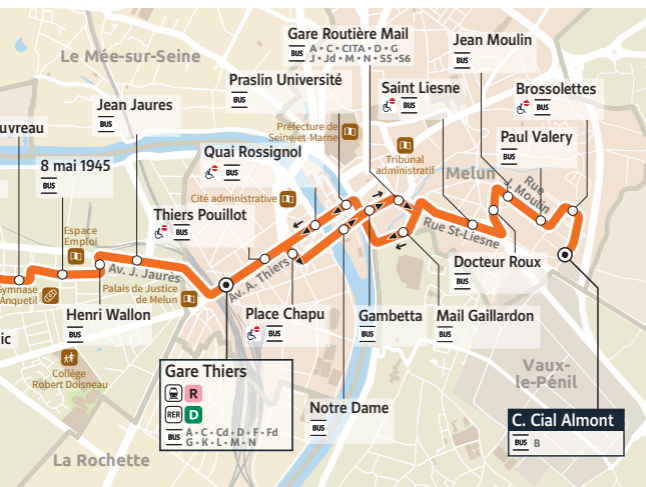 Le Mée-sur-Seine
Gare Routière Mail
BUS A • C • CITA • D • G
J • Jd • M • N • S5 • S6
Jean Moulin
BUS
Praslin Université
BUS
Saint Liesne
BUS
Brossolettes
BUS
Jean Jaures
BUS
Préfecture de
Seine-et-Marne
Paul Valery
BUS
uvreau
Quai Rossignol
BUS
Tribunal
administratif
8 mai 1945
BUS
Melun
Rue
J. Moulin
Cité administrative
Thiers Pouillot
BUS
Espace
Emploi
Rue St-Liesne
Av. J. Jaurès
Av. A. Thiers
Docteur Roux
BUS
Gymnase
Anquetil
Palais de Justice
de Melun
Henri Wallon
BUS
Place Chapu
BUS
Gambetta
BUS
Mail Gaillardon
BUS
ic
Collège
Robert Doisneau
Gare Thiers
R
RER D
BUS A • C • Cd • D • F • Fd
G • K • L • M • N
Vaux-
le-Pénil
Notre Dame
BUS
C. Cial Almont
BUS B
La Rochette